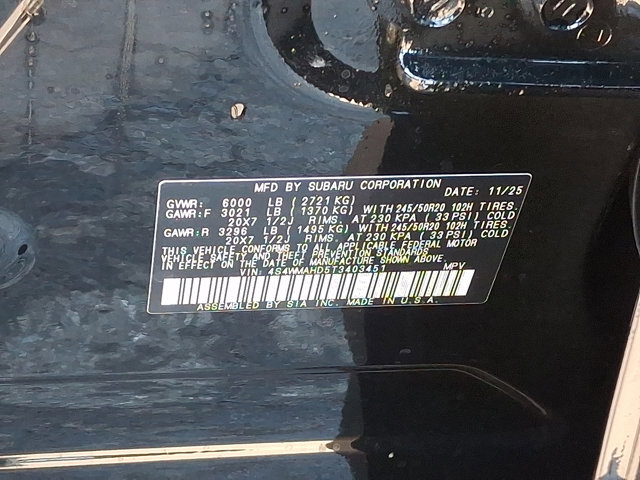 MFD BY SUBARU CORPORATION DATE: 11/25
GVWR: 6000 LB ( 2721 KG)
GAWR:F 3021 LB ( 1370 KG) WITH 245/50R20 102H TIRES.
20X7 1/2J RIMS. AT 230 KPA ( 33 PSI) COLD
GAWR:R 3296 LB ( 1495 KG) WITH 245/50R20 102H TIRES.
20X7 1/2J RIMS. AT 230 KPA ( 33 PSI) COLD
THIS VEHICLE CONFORMS TO ALL APPLICABLE FEDERAL MOTOR
VEHICLE SAFETY AND THEFT PREVENTION STANDARDS
IN EFFECT ON THE DATE OF MANUFACTURE SHOWN ABOVE.
VIN: 4S4WMAHD5T3403451 MPV
ASSEMBLED BY SIA INC. MADE IN U.S.A.